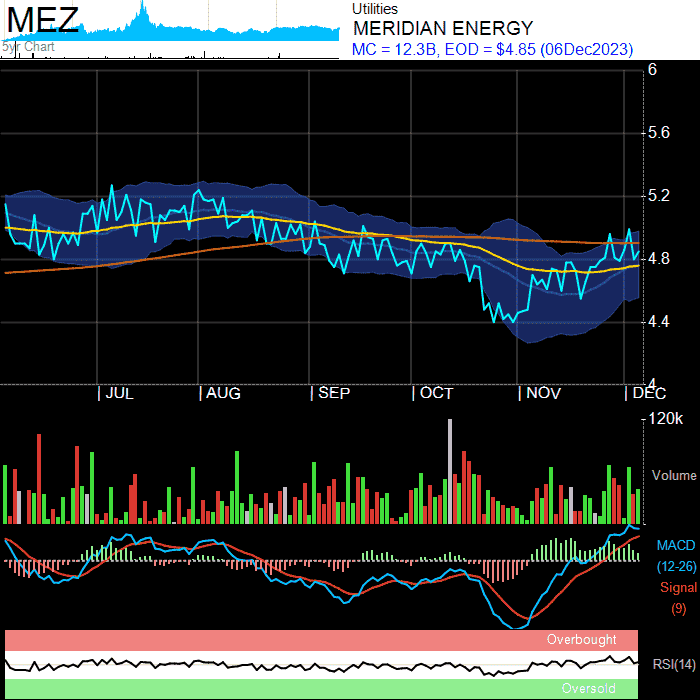 MEZ
5yr Chart
Utilities
MERIDIAN ENERGY
MC = 12.3B, EOD = $4.85 (06Dec2023)
6
5.6
5.2
4.8
4.4
4
| JUL | AUG | SEP | OCT | NOV | DEC
120k
Volume
MACD
(12-26)
Signal
(9)
Overbought
RSI(14)
Oversold